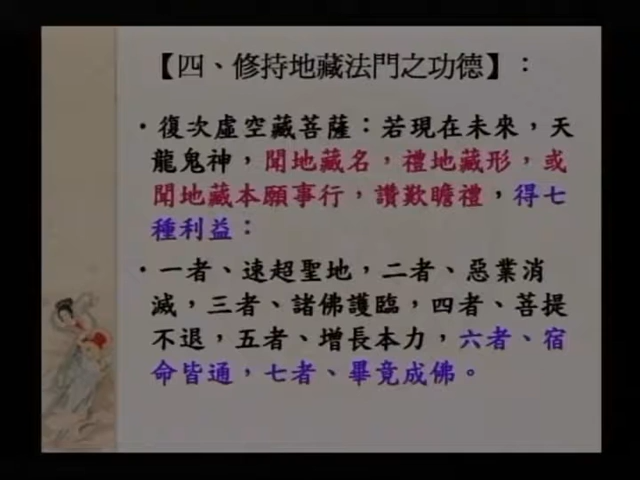 【四、修持地藏法門之功德】：
·復次虛空藏菩薩：若現在未來，天
龍鬼神，聞地藏名，禮地藏形，或
聞地藏本願事行，讚歎瞻禮，得七
種利益：
·一者、速超聖地，二者、惡業消
滅，三者、諸佛護臨，四者、菩提
不退，五者、增長本力，六者、宿
命皆通，七者、畢竟成佛。